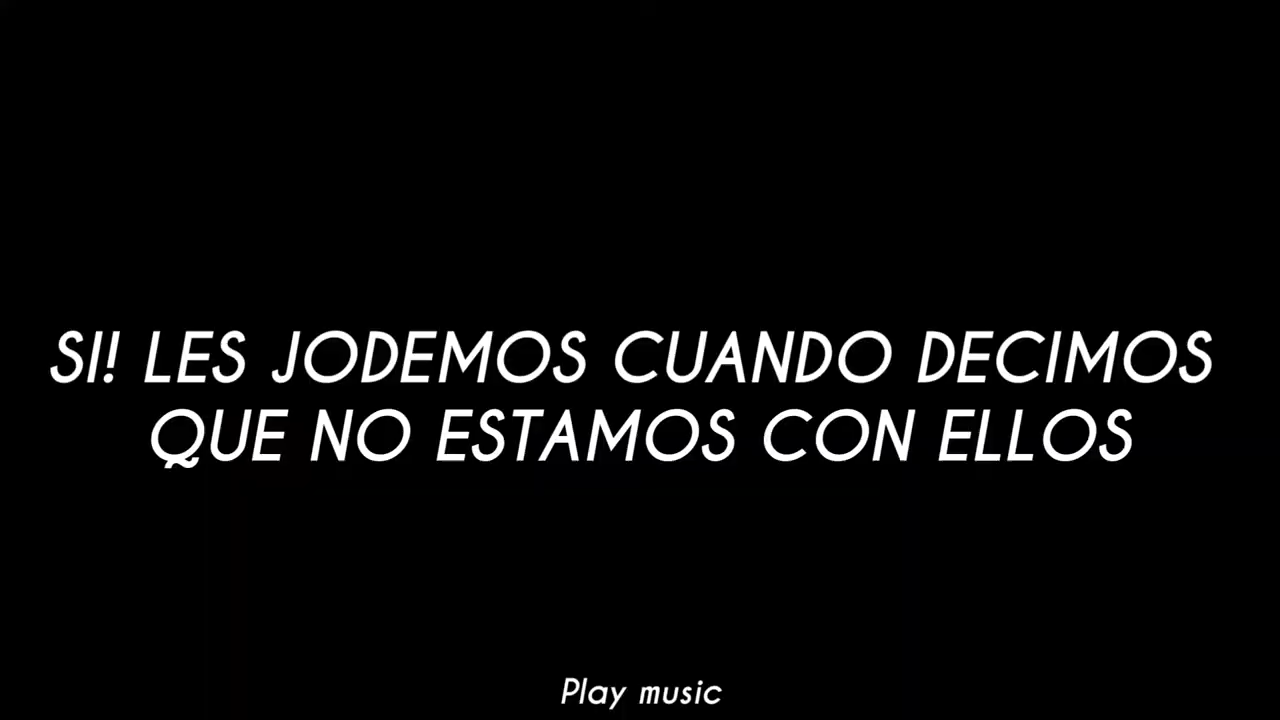 SI! LES JODEMOS CUANDO DECIMOS
QUE NO ESTAMOS CON ELLOS
Play music